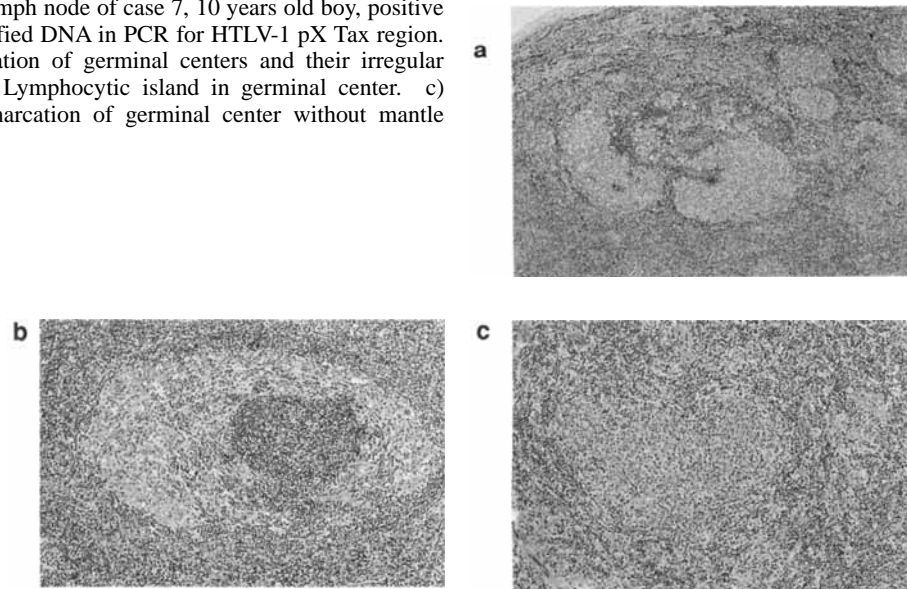 mph node of case 7, 10 years old boy, positive
fied DNA in PCR for HTLV-1 pX Tax region.
ation of germinal centers and their irregular
Lymphocytic island in germinal center. c)
narcation of germinal center without mantle
a
b
c